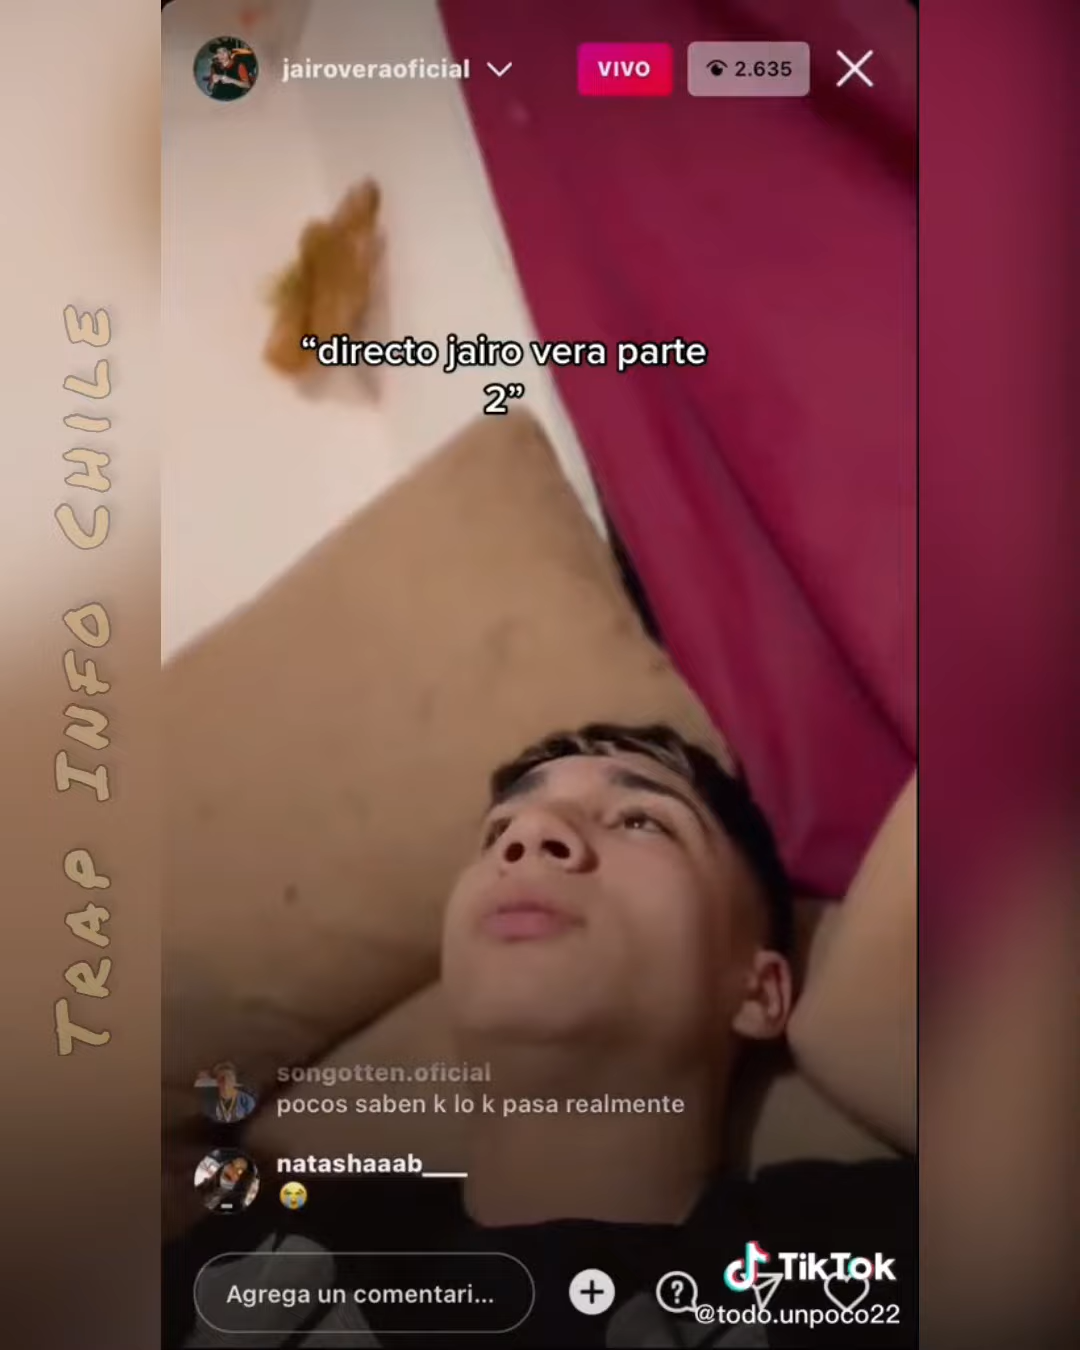 jairoveraoficial
VIVO
2.635
“directo jairo vera parte
2”
TRAP INFO CHILE
songotten.oficial
pocos saben k lo k pasa realmente
natashaaab___
😭
Agrega un comentari...
TikTok
@todo.unpoco22